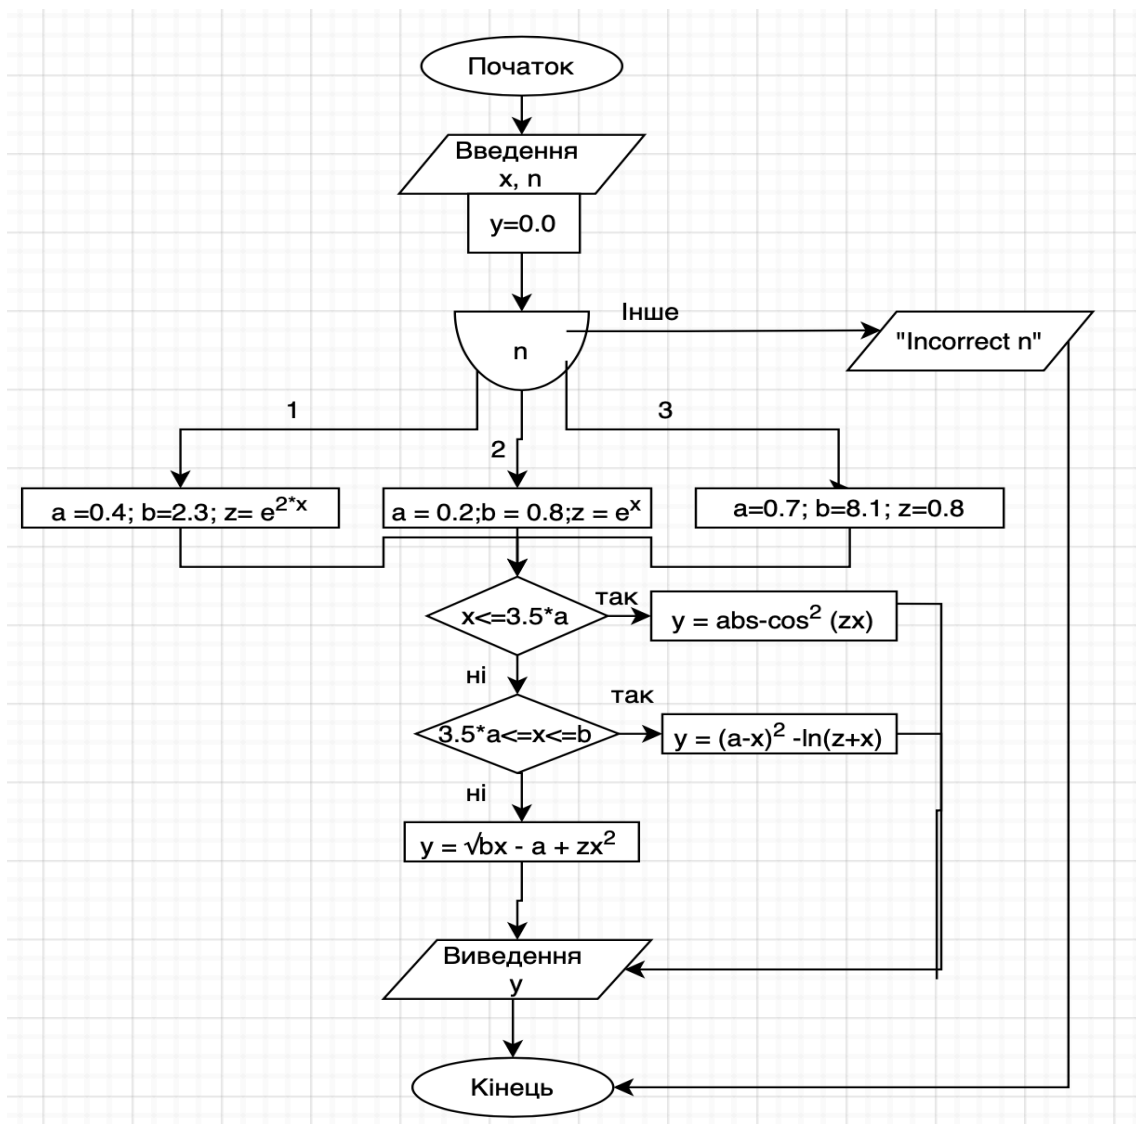 Початок
Введення
x, n
y=0.0
Інше
n
"Incorrect n"
1
2
3
a =0.4; b=2.3; z= e^2*x
a = 0.2;b = 0.8;z = e^x
a=0.7; b=8.1; z=0.8
x<=3.5*a
так
y = abs-cos² (zx)
ні
3.5*a<=x<=b
так
y = (a-x)² -ln(z+x)
ні
y = √bx - a + zx²
Виведення
y
Кінець